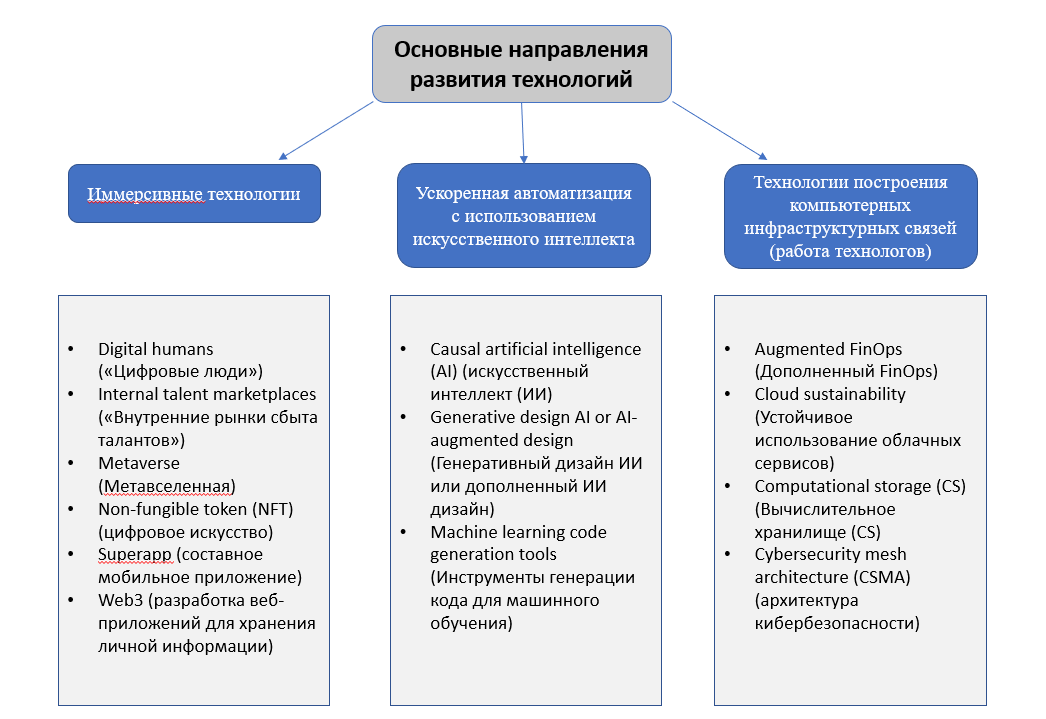 Основные направления
развития технологий
Иммерсивные технологии
Ускоренная автоматизация
с использованием
искусственного интеллекта
Технологии построения
компьютерных
инфраструктурных связей
(работа технологов)
• Digital humans
(«Цифровые люди»)
• Internal talent marketplaces
(«Внутренние рынки сбыта
талантов»)
• Metaverse
(Метавселенная)
• Non-fungible token (NFT)
(цифровое искусство)
• Superapp (составное
мобильное приложение)
• Web3 (разработка веб-
приложений для хранения
личной информации)
• Causal artificial intelligence
(AI) (искусственный
интеллект (ИИ)
• Generative design AI or AI-
augmented design
(Генеративный дизайн ИИ
или дополненный ИИ
дизайн)
• Machine learning code
generation tools
(Инструменты генерации
кода для машинного
обучения)
• Augmented FinOps
(Дополненный FinOps)
• Cloud sustainability
(Устойчивое
использование облачных
сервисов)
• Computational storage (CS)
(Вычислительное
хранилище (CS)
• Cybersecurity mesh
architecture (CSMA)
(архитектура
кибербезопасности)